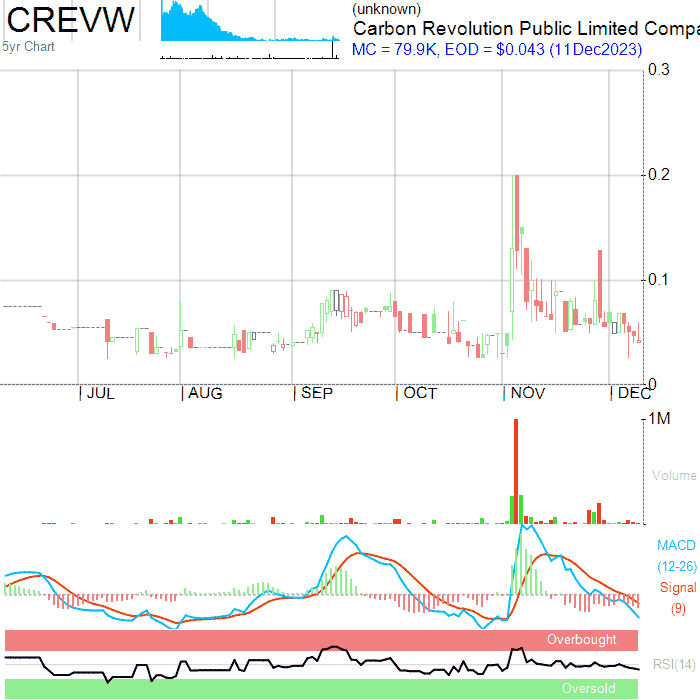 CREVW
5yr Chart
(unknown)
Carbon Revolution Public Limited Compa
MC = 79.9K, EOD = $0.043 (11Dec2023)
0.3
0.2
0.1
0
JUL AUG SEP OCT NOV DEC
1M
Volume
MACD
(12-26)
Signal
(9)
Overbought
RSI(14)
Oversold